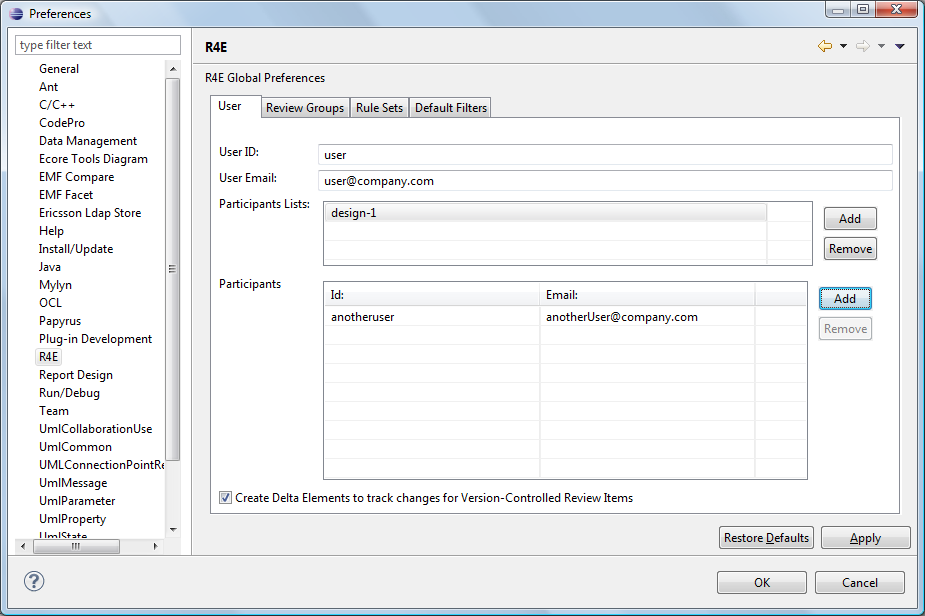 Preferences
type filter text
General
Ant
C/C++
CodePro
Data Management
Ecore Tools Diagram
EMF Compare
EMF Facet
Ericsson Ldap Store
Help
Install/Update
Java
Mylyn
OCL
Papyrus
Plug-in Development
R4E
Report Design
Run/Debug
Team
UmlCollaborationUse
UmlCommon
UMLConnectionPointRe
UmlMessage
UmlParameter
UmlProperty
UmlState
R4E
R4E Global Preferences
User Review Groups Rule Sets Default Filters
User ID: user
User Email: user@company.com
Participants Lists: design-1 Add
Remove
Participants
Id: Email: Add
anotheruser anotherUser@company.com
Remove
Create Delta Elements to track changes for Version-Controlled Review Items
Restore Defaults Apply
? OK Cancel